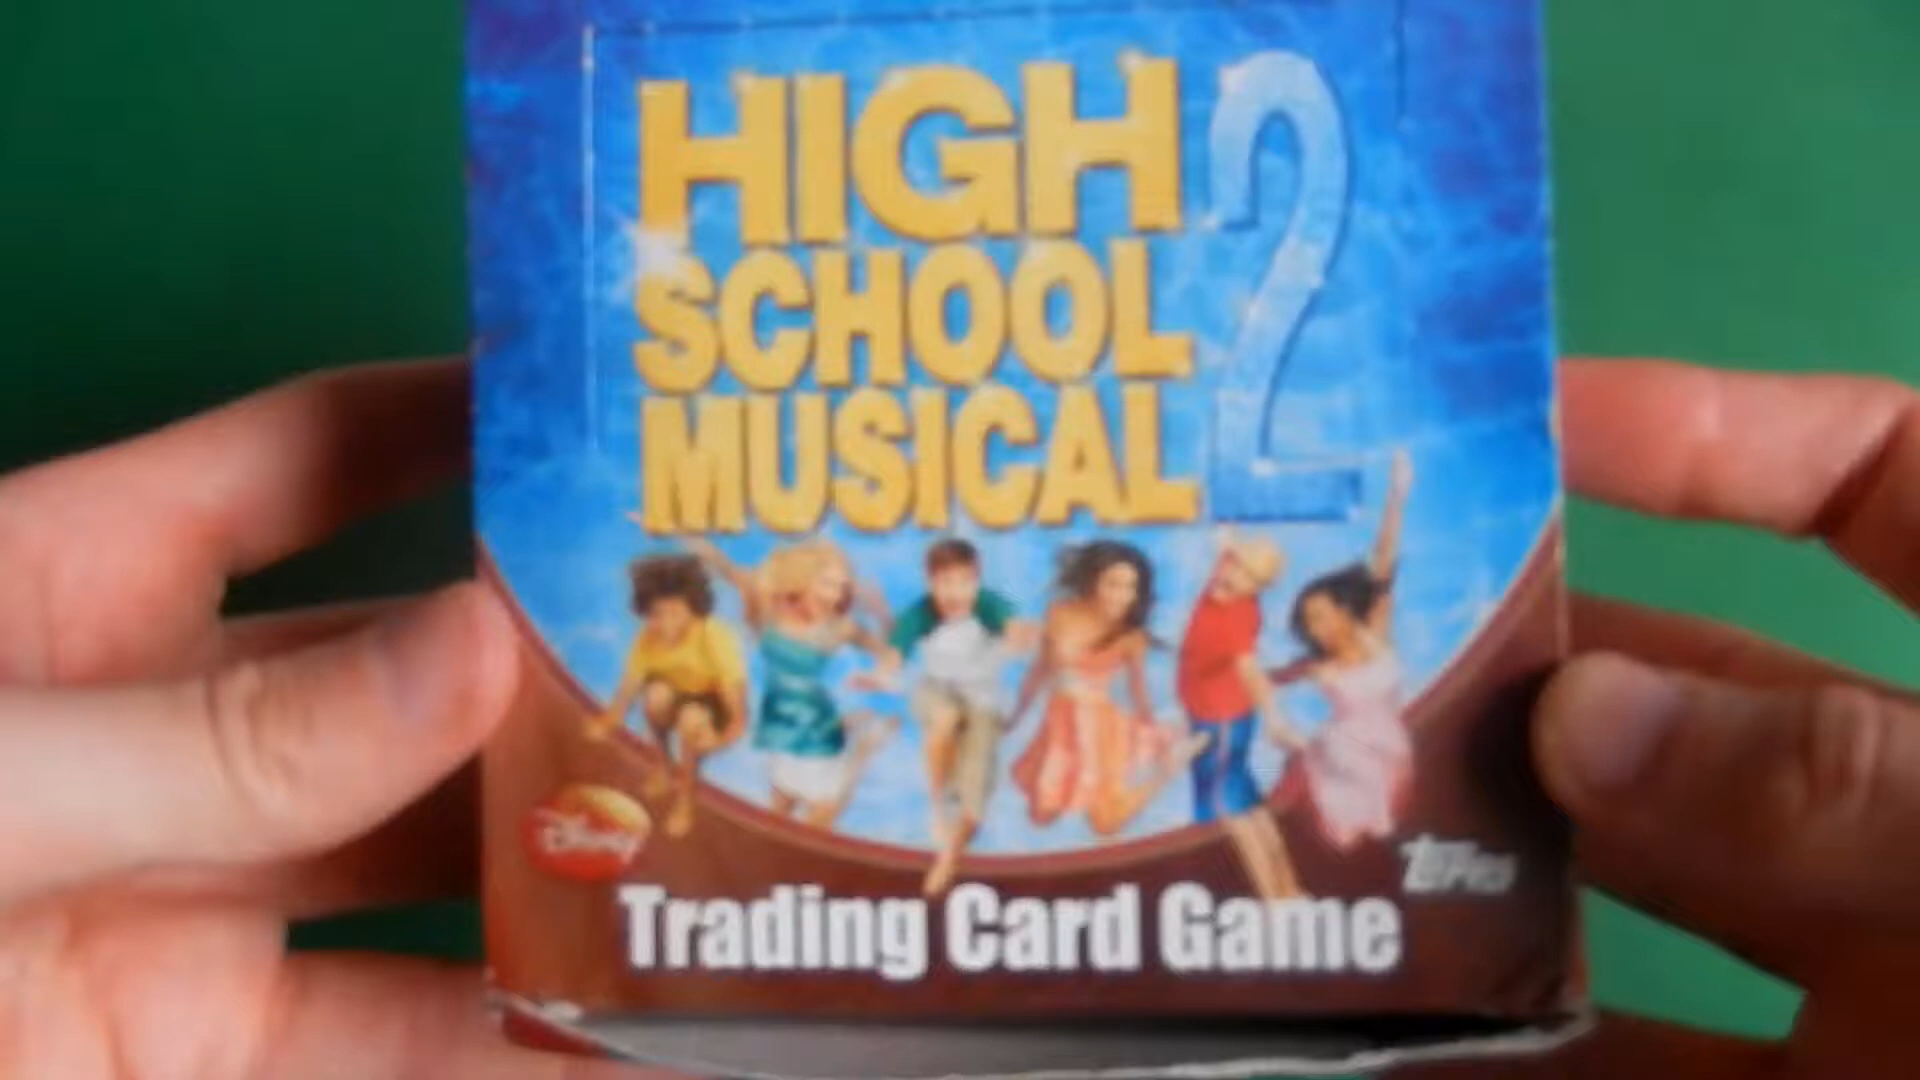 HIGH
SCHOOL
MUSICAL 2
Disney
Topps
Trading Card Game